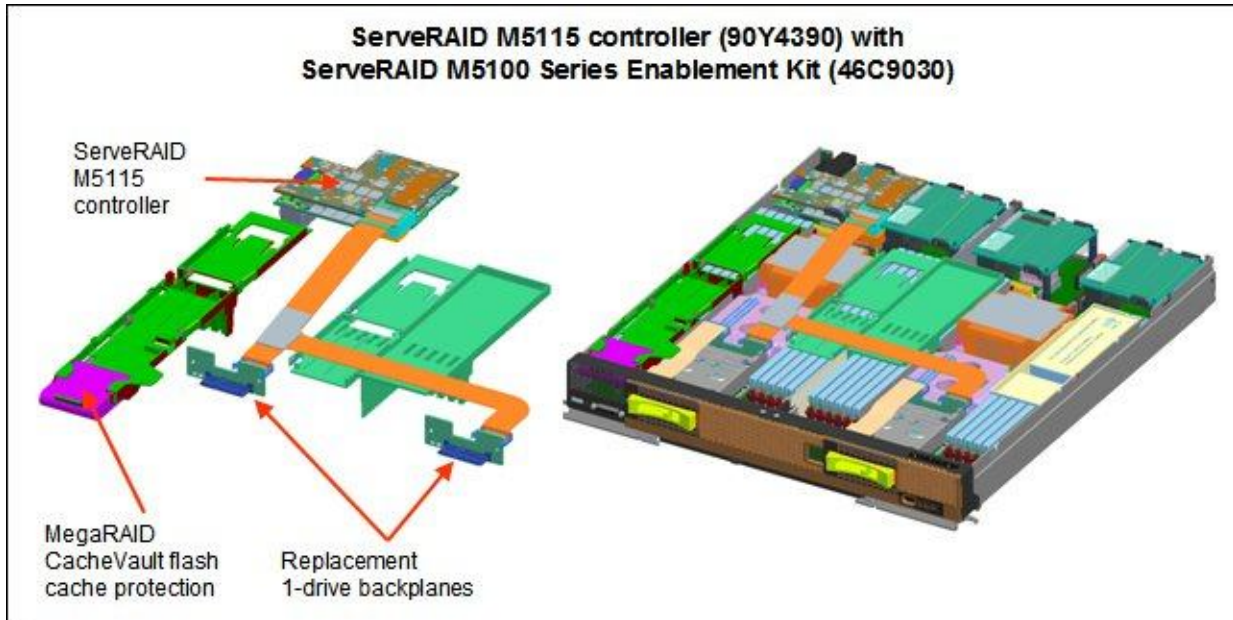 ServeRAID M5115 controller (90Y4390) with
ServeRAID M5100 Series Enablement Kit (46C9030)
ServeRAID
M5115
controller
MegaRAID
CacheVault flash
cache protection
Replacement
1-drive backplanes